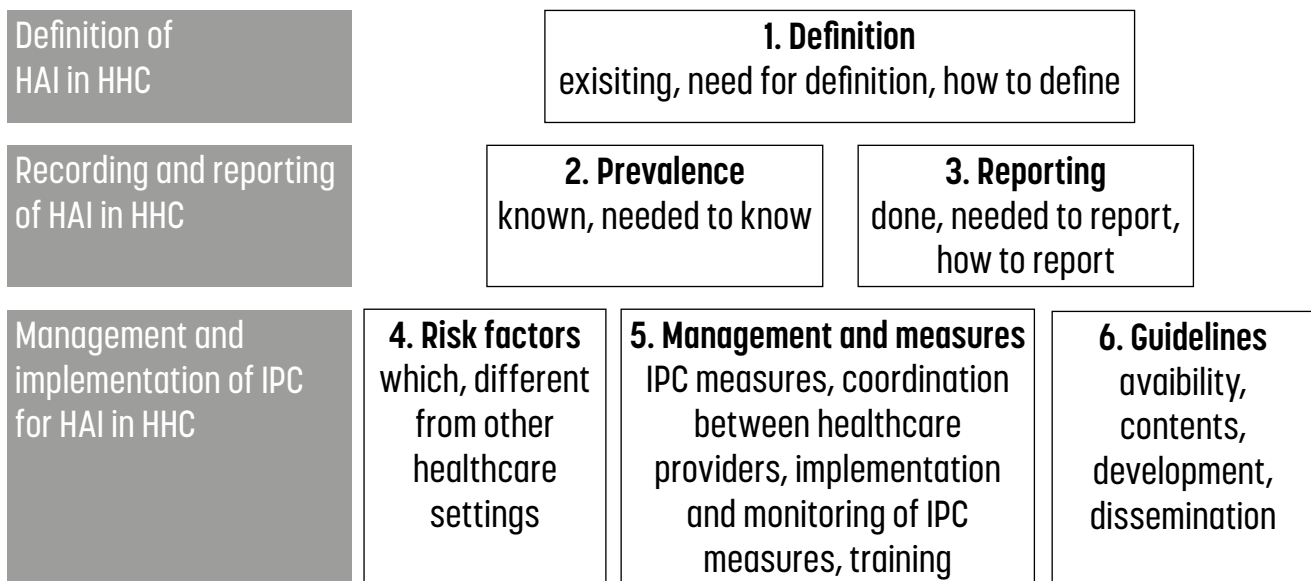 Definition of
HAI in HHC
1. Definition
exisiting, need for definition, how to define
Recording and reporting
of HAI in HHC
2. Prevalence
known, needed to know
3. Reporting
done, needed to report,
how to report
Management and
implementation of IPC
for HAI in HHC
4. Risk factors
which, different
from other
healthcare
settings
5. Management and measures
IPC measures, coordination
between healthcare
providers, implementation
and monitoring of IPC
measures, training
6. Guidelines
avaibility,
contents,
development,
dissemination